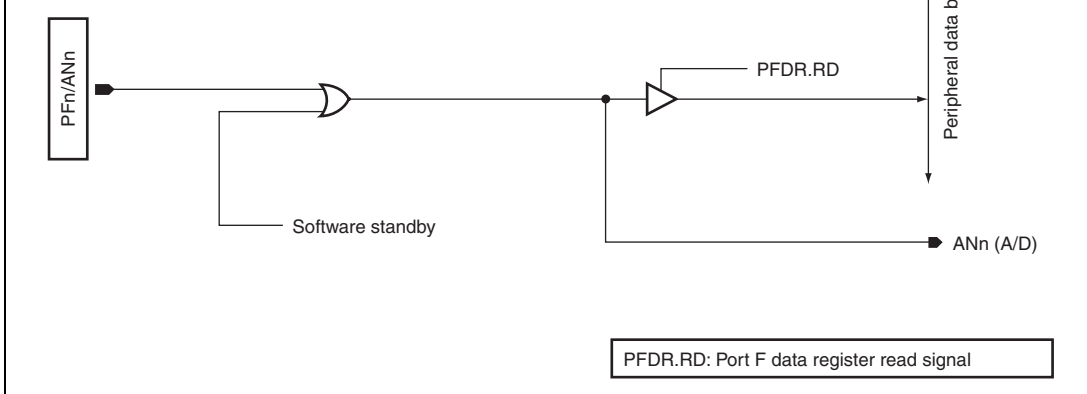 PFn/ANn
PFDR.RD
Peripheral data
Software standby
ANn (A/D)
PFDR.RD: Port F data register read signal